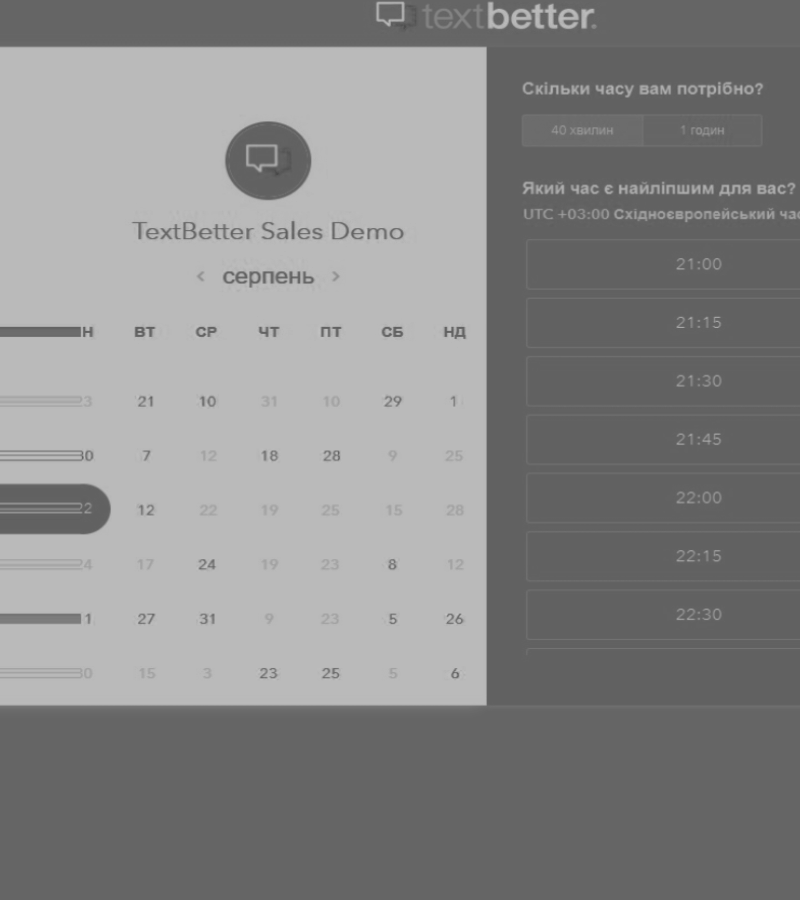 textbetter.
TextBetter Sales Demo
< серпень >
Н ВТ СР ЧТ ПТ СБ НД
3 21 10 31 10 29 1
30 7 12 18 28 9 25
22 12 22 19 25 15 28
24 17 24 19 23 8 12
1 27 31 9 23 5 26
30 15 3 23 25 5 6
Скільки часу вам потрібно?
40 хвилин 1 годин
Який час є найліпшим для вас?
UTC +03:00 Східноєвропейський час
21:00
21:15
21:30
21:45
22:00
22:15
22:30